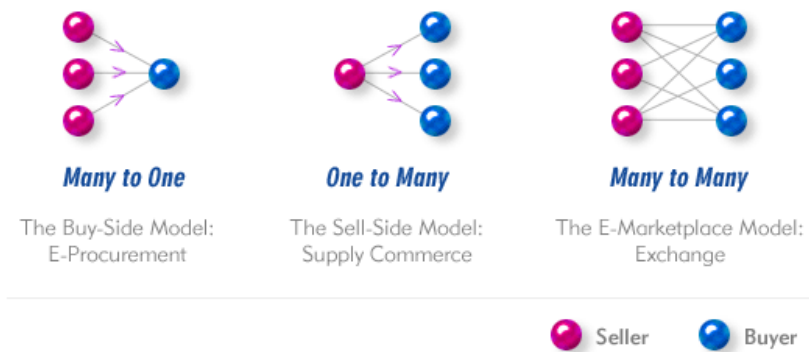 Many to One
The Buy-Side Model:
E-Procurement
One to Many
The Sell-Side Model:
Supply Commerce
Many to Many
The E-Marketplace Model:
Exchange
Seller
Buyer